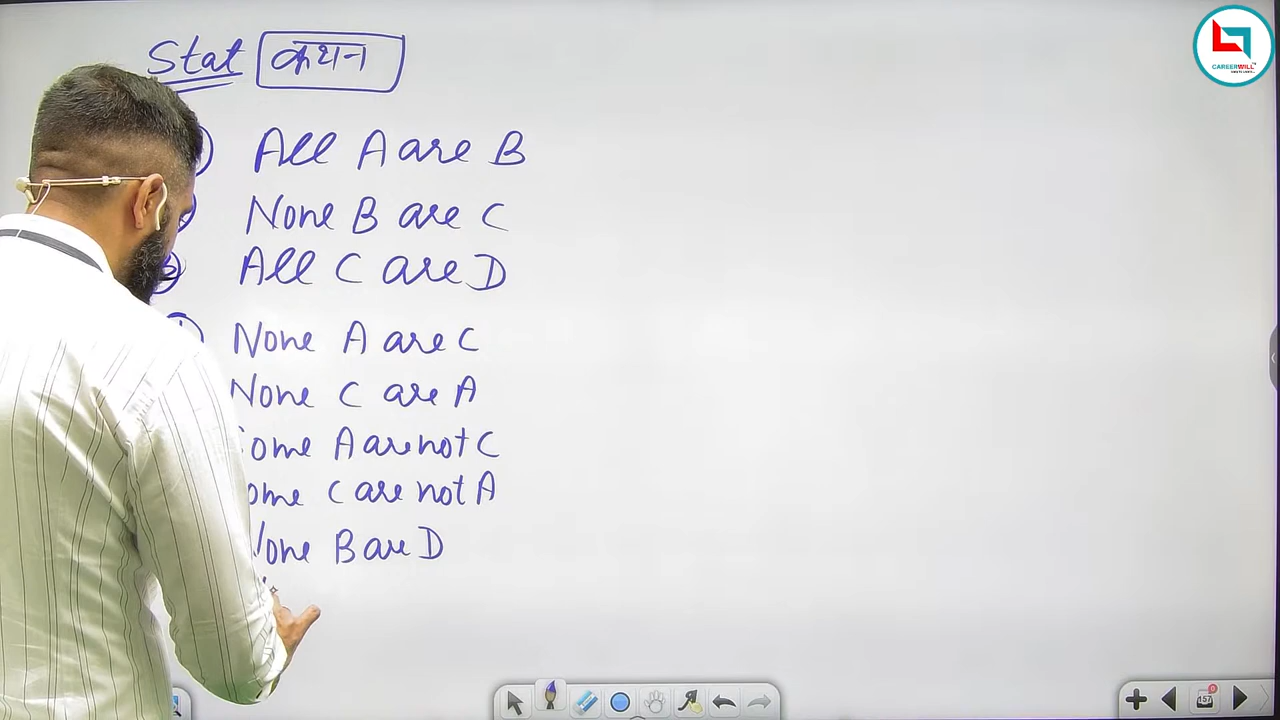 CAREERWILL
Stat कथन
All A are B
None B are C
All C are D
None A are C
None C are A
ome A are not C
ome C are not A
None B are D
157